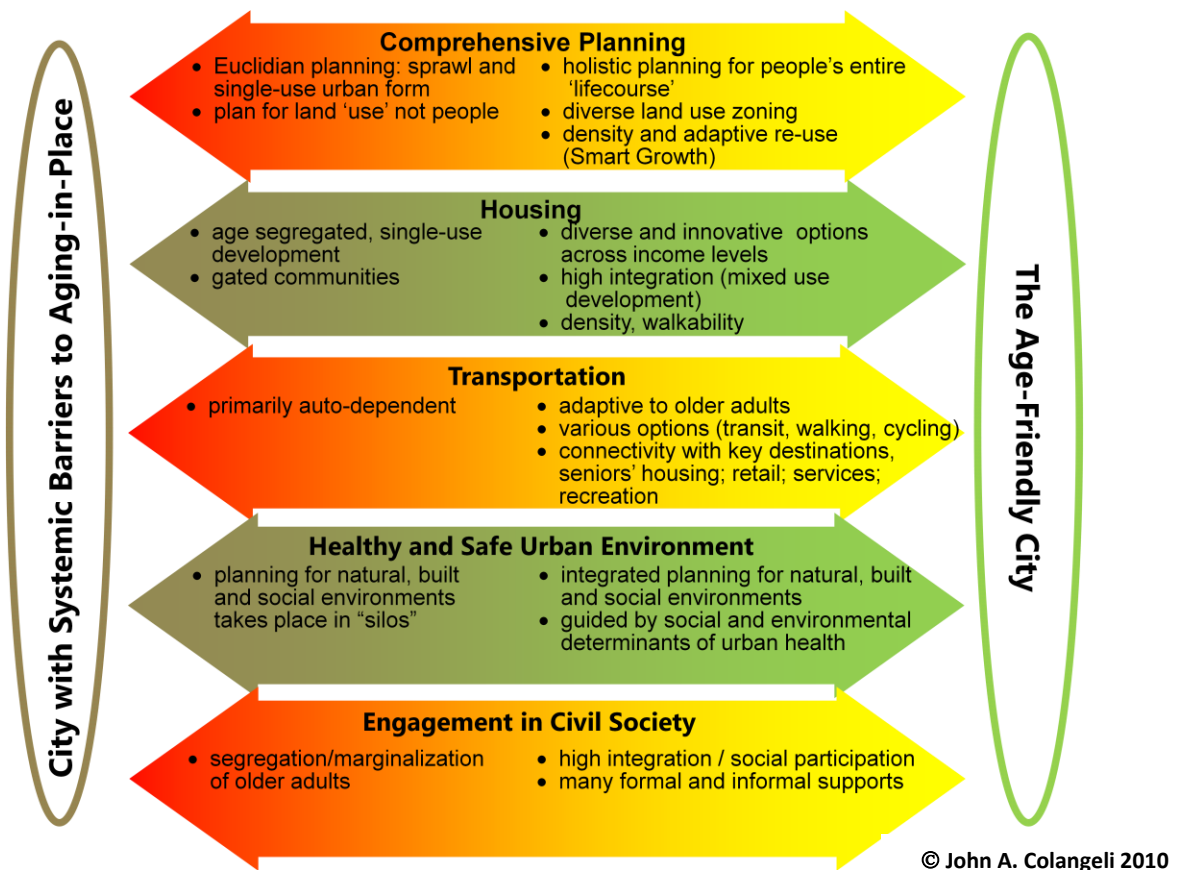 City with Systemic Barriers to Aging-in-Place
Comprehensive Planning
• Euclidian planning: sprawl and
single-use urban form
• plan for land ‘use’ not people
• holistic planning for people’s entire
‘lifecourse’
• diverse land use zoning
• density and adaptive re-use
(Smart Growth)
Housing
• age segregated, single-use
development
• gated communities
• diverse and innovative options
across income levels
• high integration (mixed use
development)
• density, walkability
Transportation
• primarily auto-dependent
• adaptive to older adults
• various options (transit, walking, cycling)
• connectivity with key destinations,
seniors’ housing; retail; services;
recreation
Healthy and Safe Urban Environment
• planning for natural, built
and social environments
takes place in “silos”
• integrated planning for natural, built
and social environments
• guided by social and environmental
determinants of urban health
Engagement in Civil Society
• segregation/marginalization
of older adults
• high integration / social participation
• many formal and informal supports
The Age-Friendly City
© John A. Colangeli 2010